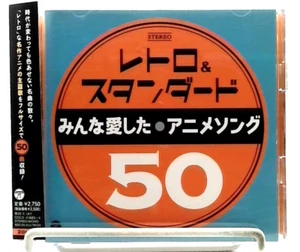 STEREO
レトロ&
スタンダード
みんな愛した●アニメソング
50
時代が変わっても色あせない名曲の数々。
「レトロ」な名作アニメの主題歌をフルサイズで
50曲収録!
定価 ¥2,750